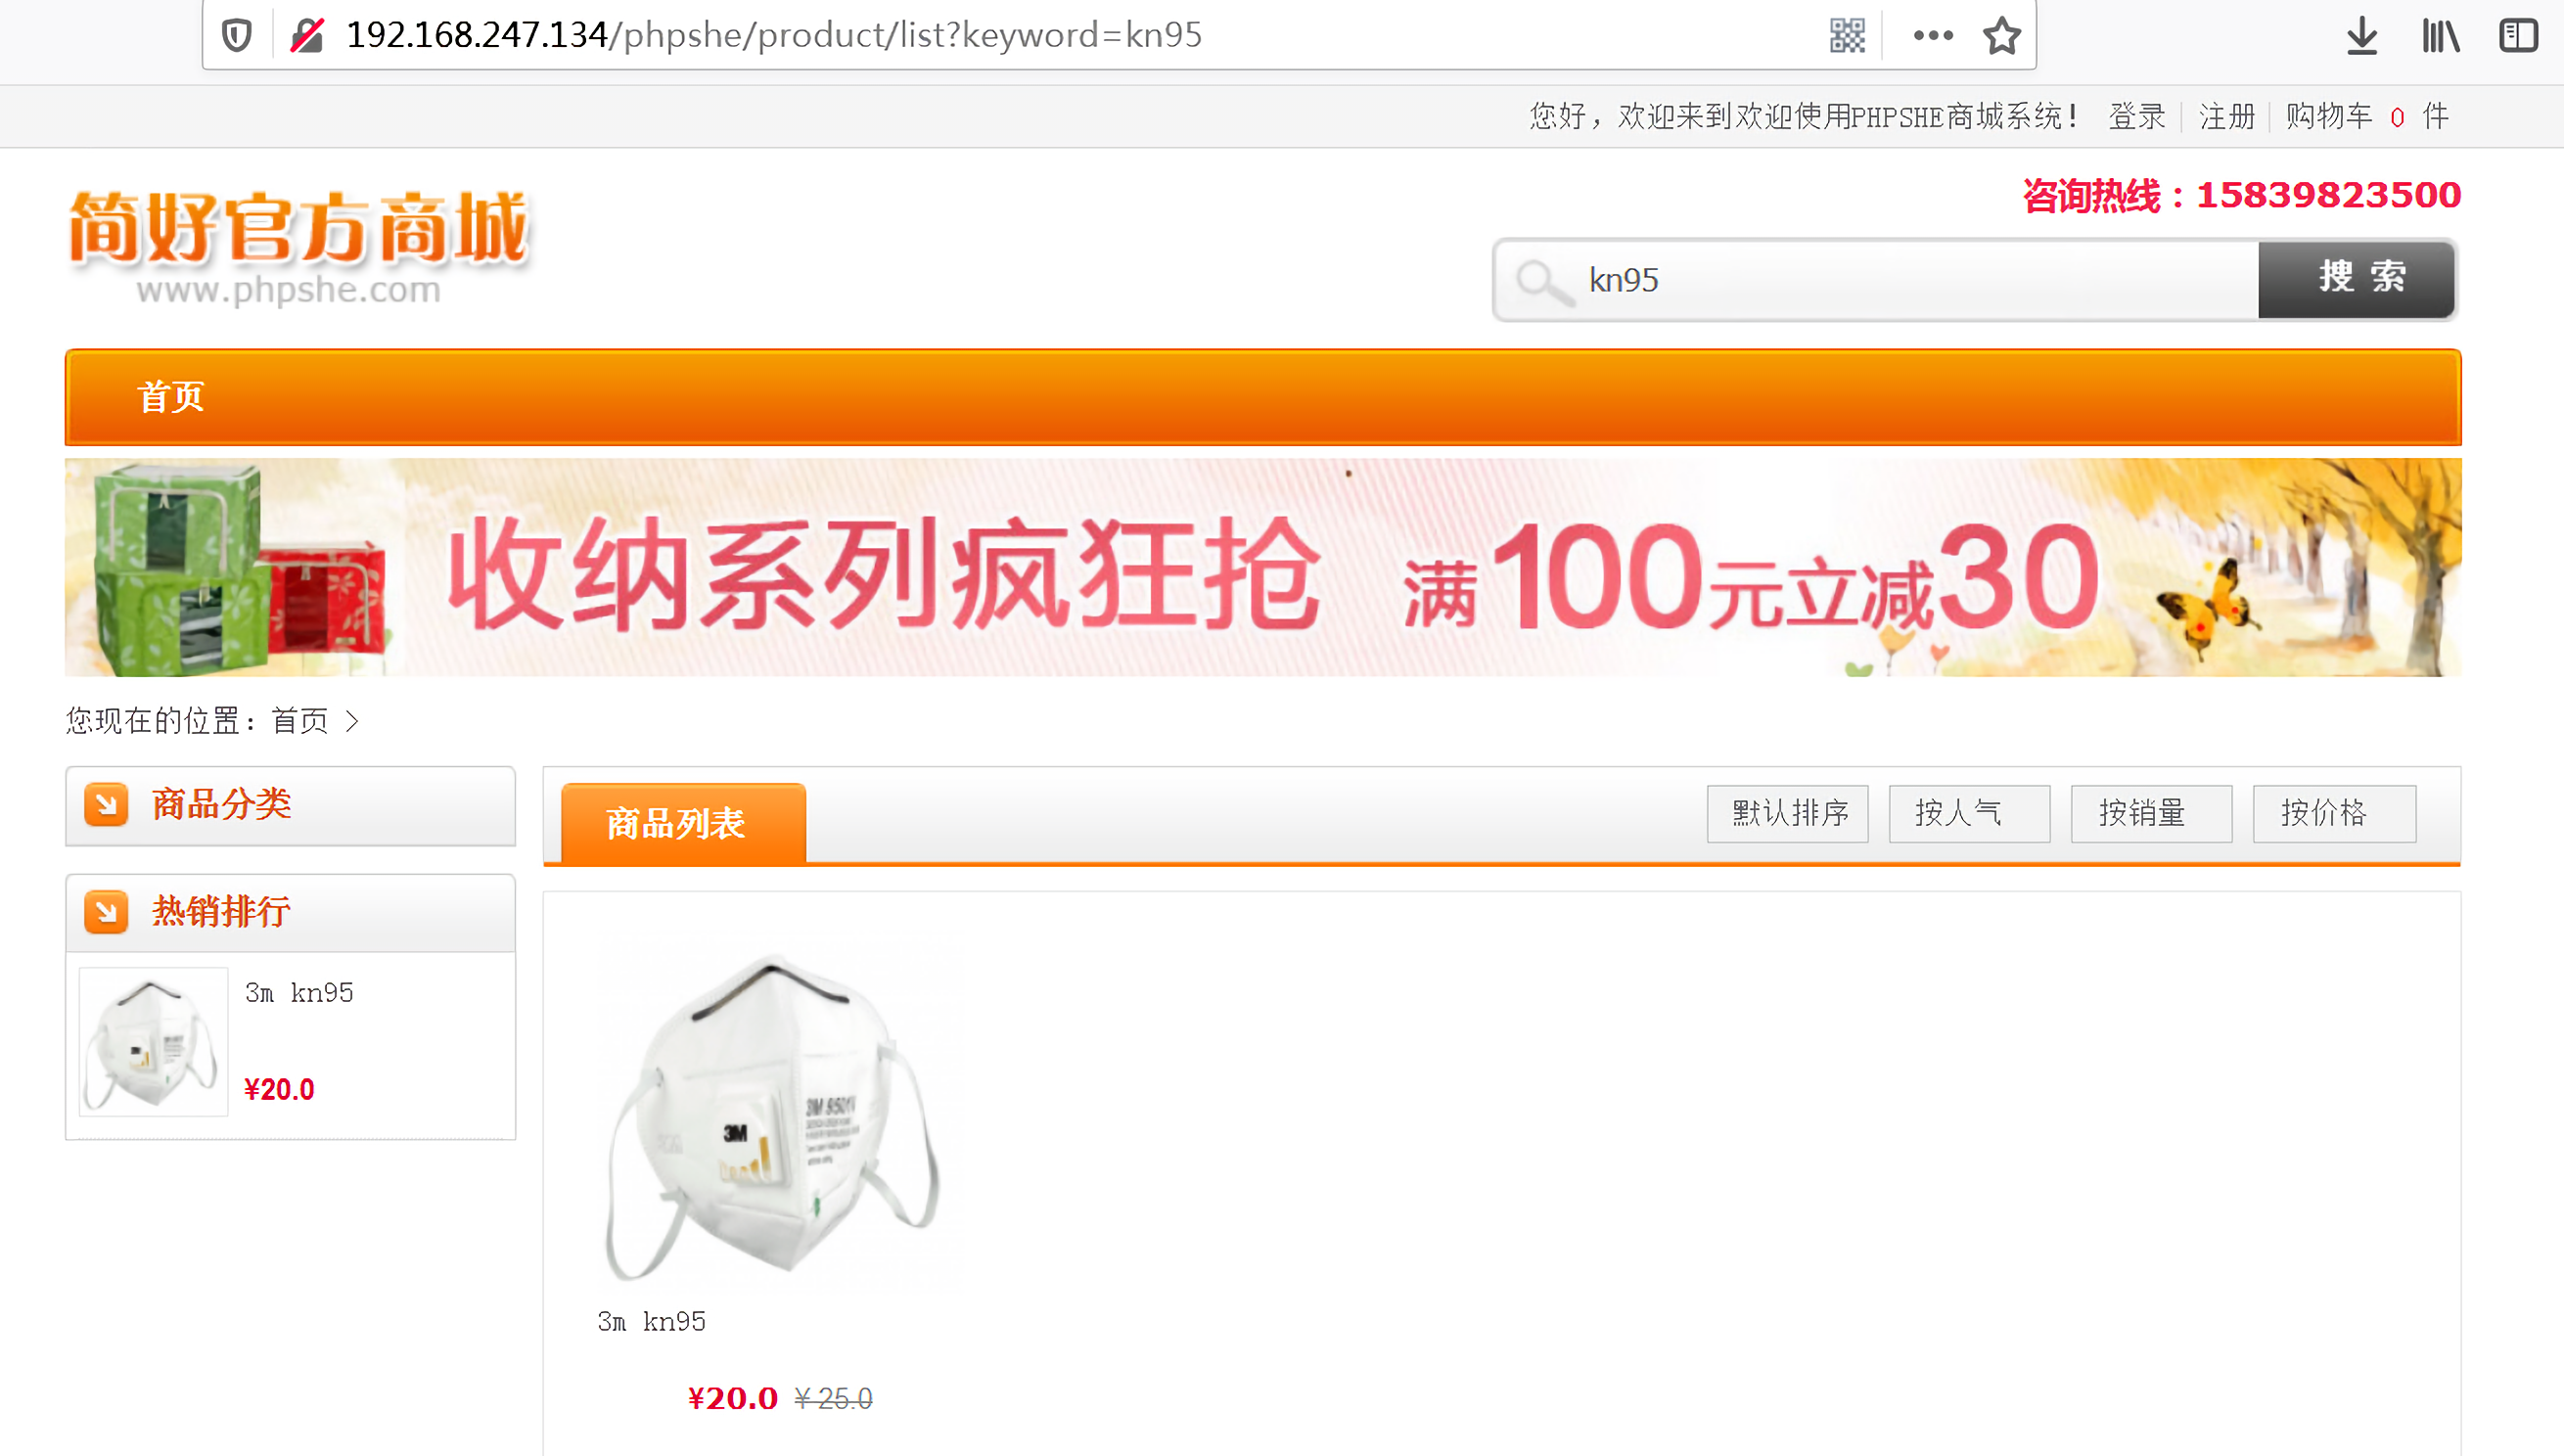 192.168.247.134/phpshe/product/list?keyword=kn95
您好，欢迎来到欢迎使用PHPSHE商城系统！ 登录 注册 购物车 0 件
简好官方商城
www.phpshe.com
咨询热线：15839823500
kn95
搜 索
首页
收纳系列疯狂抢 满100元立减30
您现在的位置：首页 >
商品分类
热销排行
3m kn95
¥20.0
商品列表
默认排序 按人气 按销量 按价格
3M
3M 9501V
3m kn95
¥20.0 ¥ 25.0